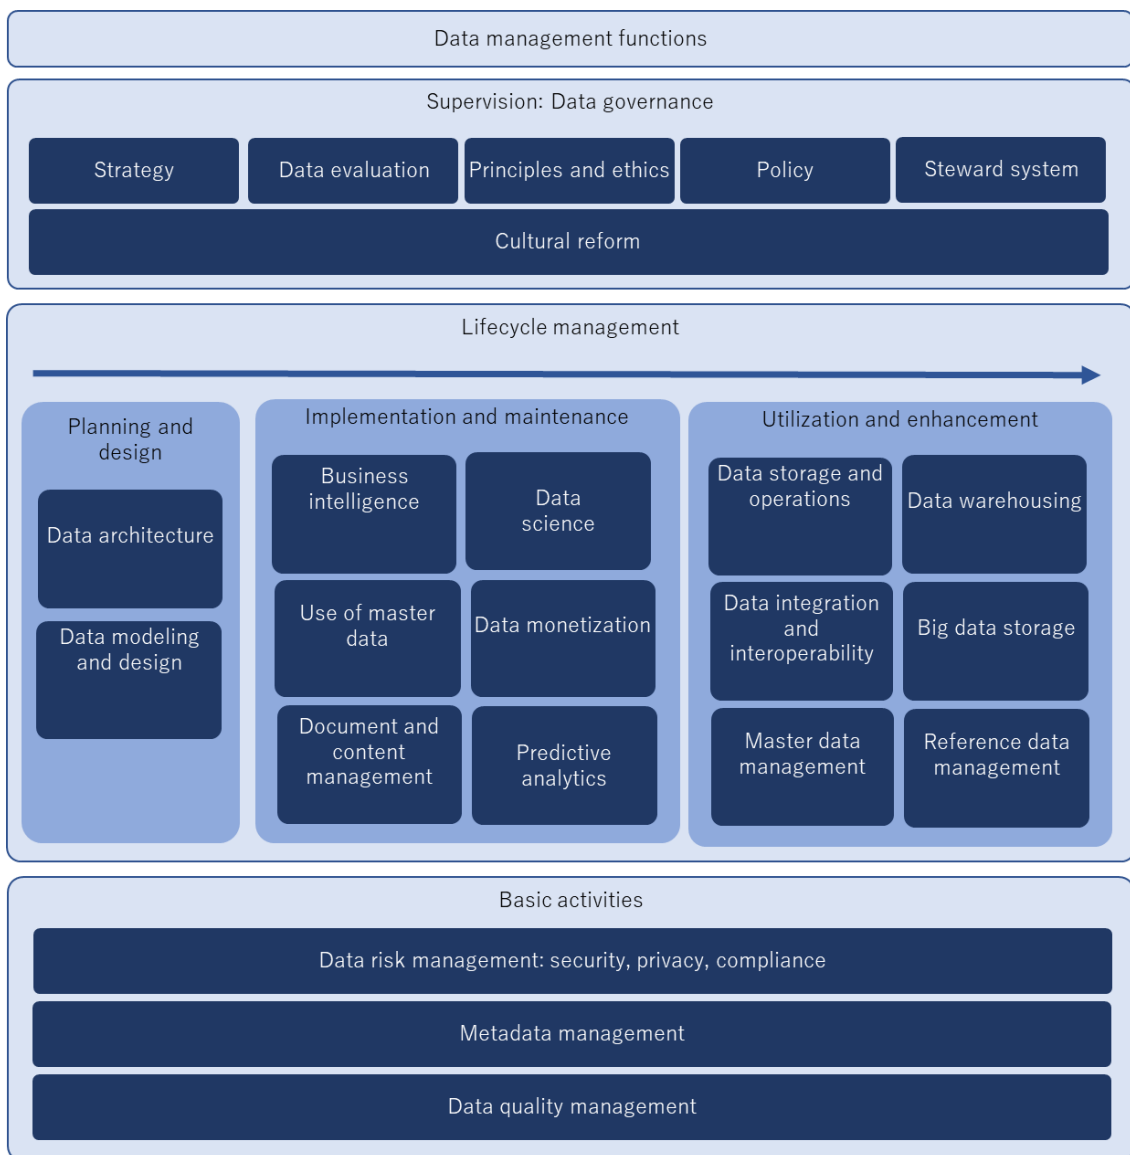 Data management functions
Supervision: Data governance
Strategy
Data evaluation
Principles and ethics
Policy
Steward system
Cultural reform
Lifecycle management
Planning and
design
Data architecture
Data modeling
and design
Implementation and maintenance
Business
intelligence
Data
science
Use of master
data
Data monetization
Document and
content
management
Predictive
analytics
Utilization and enhancement
Data storage and
operations
Data warehousing
Data integration
and
interoperability
Big data storage
Master data
management
Reference data
management
Basic activities
Data risk management: security, privacy, compliance
Metadata management
Data quality management